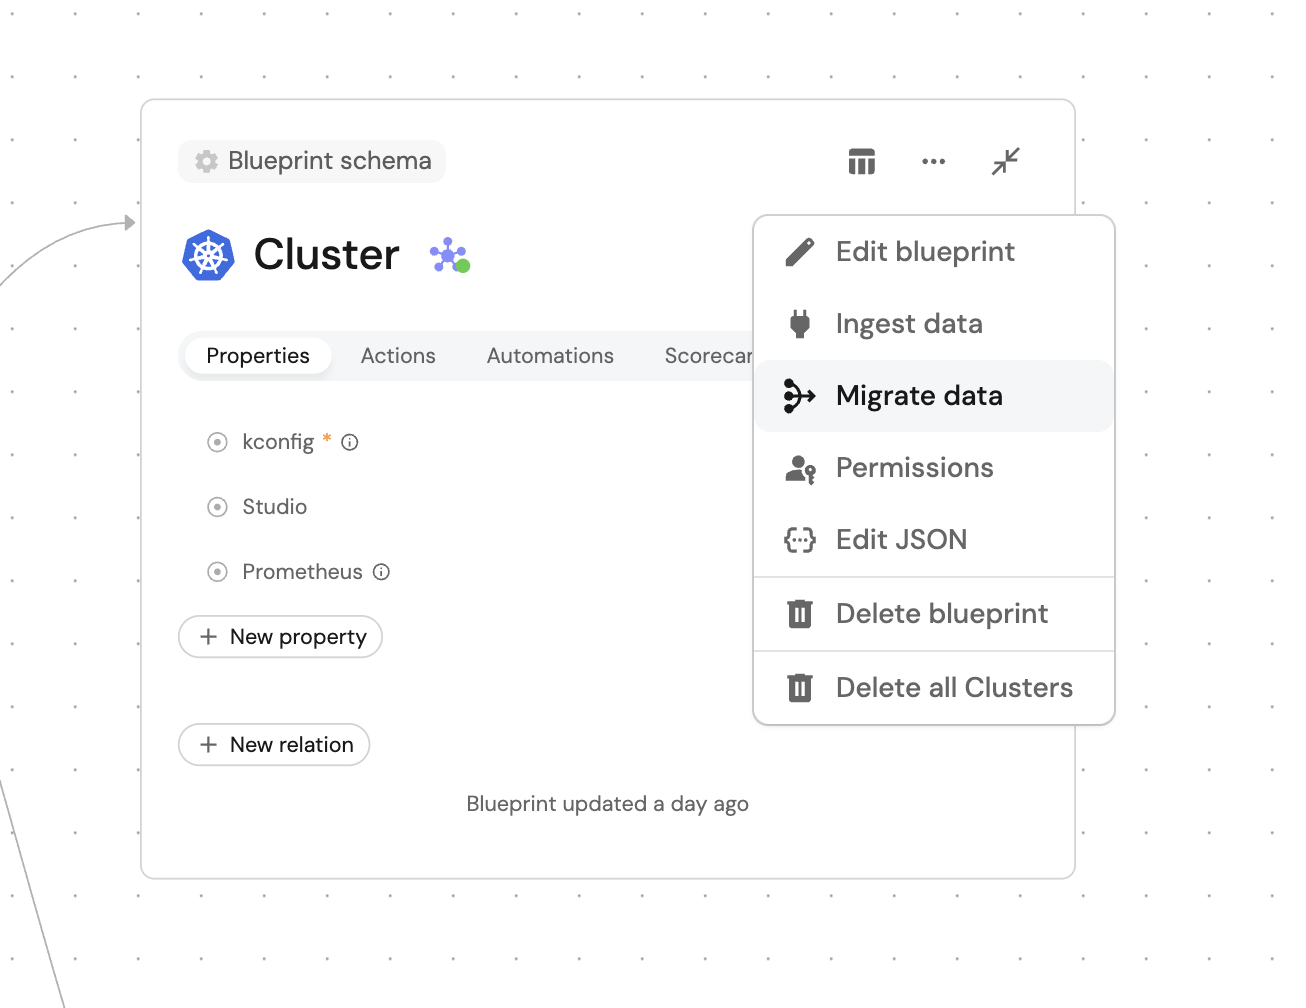 Blueprint schema
Cluster
Properties
Actions
Automations
Scorecar
kconfig *
Studio
Prometheus
+ New property
+ New relation
Blueprint updated a day ago
Edit blueprint
Ingest data
Migrate data
Permissions
Edit JSON
Delete blueprint
Delete all Clusters